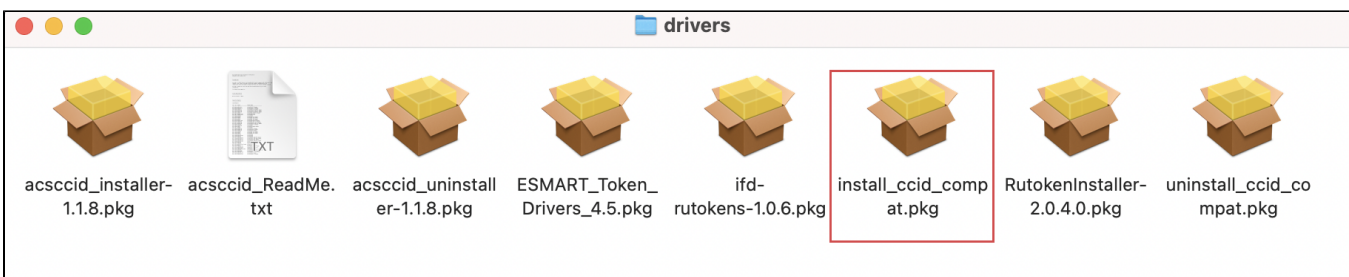 drivers
TXT
acsccid_installer-
1.1.8.pkg
acsccid_ReadMe.
txt
acsccid_uninstall
er-1.1.8.pkg
ESMART_Token_
Drivers_4.5.pkg
ifd-
rutokens-1.0.6.pkg
install_ccid_comp
at.pkg
RutokenInstaller-
2.0.4.0.pkg
uninstall_ccid_co
mpat.pkg